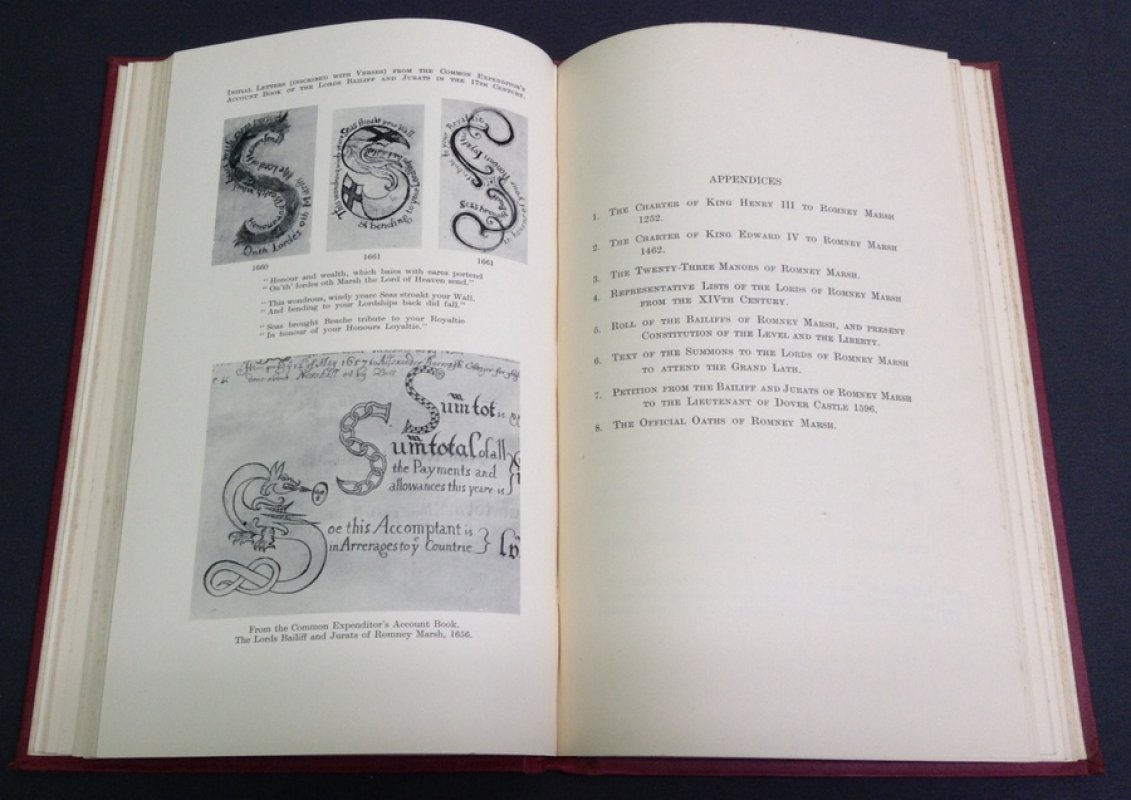 Initial Letters (inscribed with Verses) from the Common Expenditor's
Account Book of the Lords Bailiff and Jurats in the 17th Century.
1660
1661
1661
"Honour and wealth, which baies with cares portend
"On'th' lordes oth Marsh the Lord of Heaven send."
"This wondrous, windy yeare Seas stroakt your Wall,
"And bending to your Lordships back did fall."
"Seas brought Beache tribute to your Royaltie
"In honour of your Honours Loyaltie."
of May 1657
Sum tot is
Sum total of all
the Payments and
allowances this yeare is
Soe this Accomptant is
in Arrerages to yͤ Countrie
From the Common Expenditor's Account Book.
The Lords Bailiff and Jurats of Romney Marsh, 1656.
APPENDICES
1. The Charter of King Henry III to Romney Marsh
1252.
2. The Charter of King Edward IV to Romney Marsh
1462.
3. The Twenty-Three Manors of Romney Marsh.
4. Representative Lists of the Lords of Romney Marsh
from the XIVth Century.
5. Roll of the Bailiffs of Romney Marsh, and present
Constitution of the Level and the Liberty.
6. Text of the Summons to the Lords of Romney Marsh
to attend the Grand Lath.
7. Petition from the Bailiff and Jurats of Romney Marsh
to the Lieutenant of Dover Castle 1596.
8. The Official Oaths of Romney Marsh.